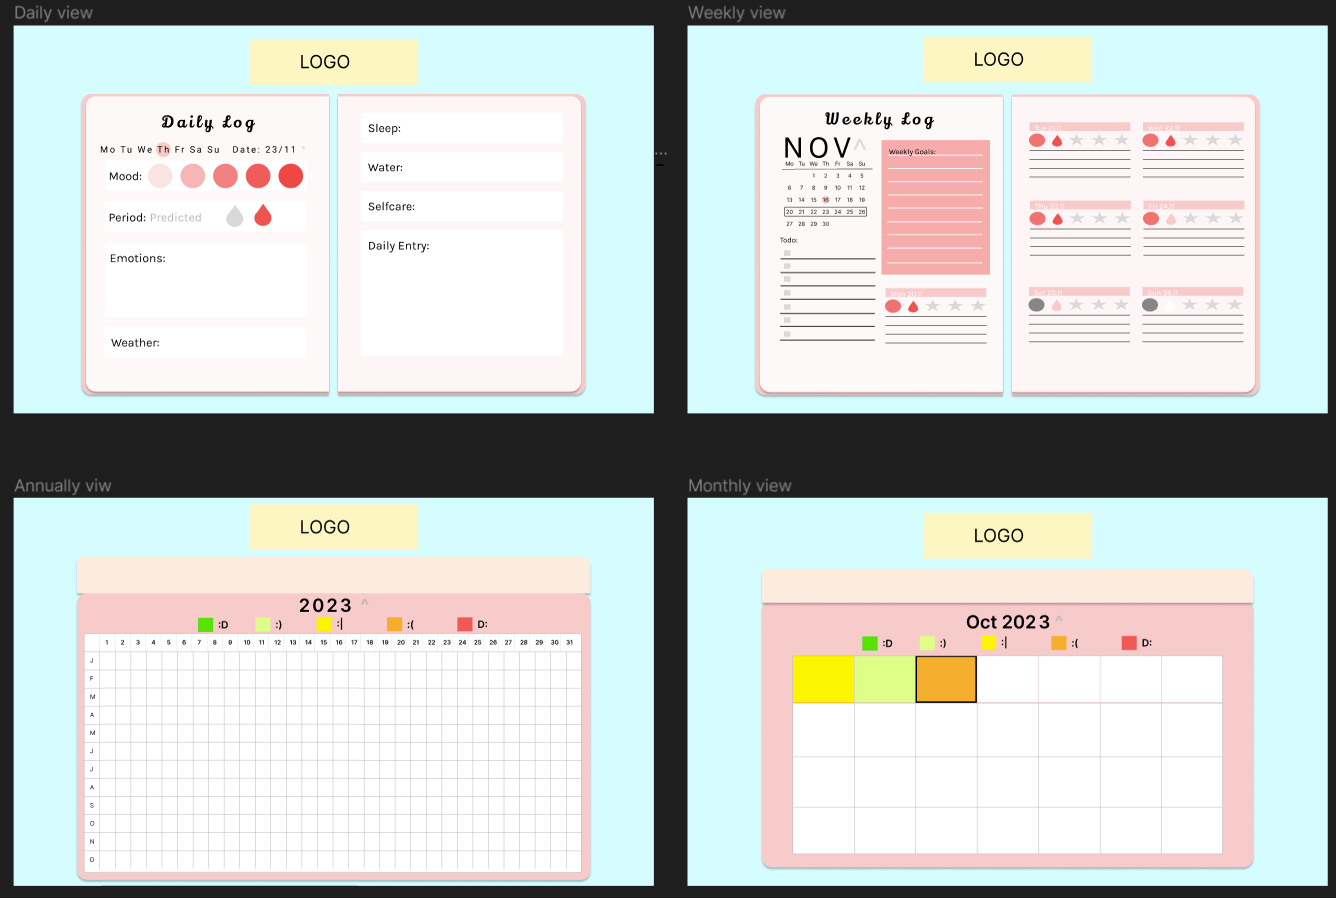 Daily view
LOGO
Daily Log
Mo Tu We Th Fr Sa Su Date: 23/11 ^
Mood:
Period: Predicted
Emotions:
Weather:
Sleep:
Water:
Selfcare:
Daily Entry:
...
Weekly view
LOGO
Weekly Log
NOV^
Mo Tu We Th Fr Sa Su
1 2 3 4 5
6 7 8 9 10 11 12
13 14 15 16 17 18 19
20 21 22 23 24 25 26
27 28 29 30
Todo:
Weekly Goals:
Mon 20.11
Tue 21.11
Wed 22.11
Thu 23.11
Fri 24.11
Sat 25.11
Sun 26.11
Annually viw
LOGO
2023 ^
:D :) :| :( D:
1 2 3 4 5 6 7 8 9 10 11 12 13 14 15 16 17 18 19 20 21 22 23 24 25 26 27 28 29 30 31
J
F
M
A
M
J
J
A
S
O
N
D
Monthly view
LOGO
Oct 2023 ^
:D :) :| :( D: